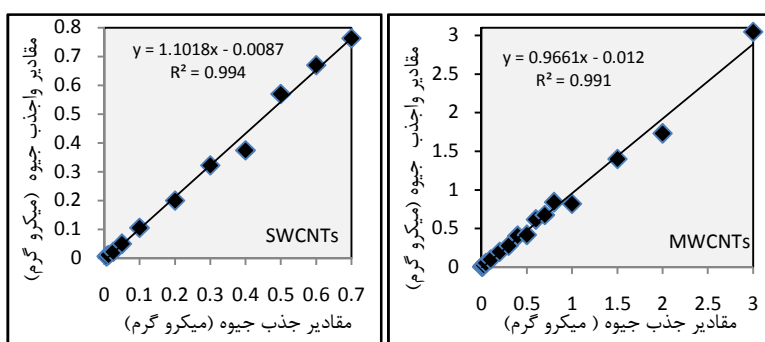 مقادیر واجذب جیوه (میکرو گرم)
0.8
0.7
0.6
0.5
0.4
0.3
0.2
0.1
0
y = 1.1018x - 0.0087
R² = 0.994
SWCNTs
0 0.1 0.2 0.3 0.4 0.5 0.6 0.7
مقادیر جذب جیوه (میکرو گرم)
مقادیر واجذب جیوه (میکرو گرم)
3
2.5
2
1.5
1
0.5
0
y = 0.9661x - 0.012
R² = 0.991
MWCNTs
0 0.5 1 1.5 2 2.5 3
مقادیر جذب جیوه ( میکرو گرم)